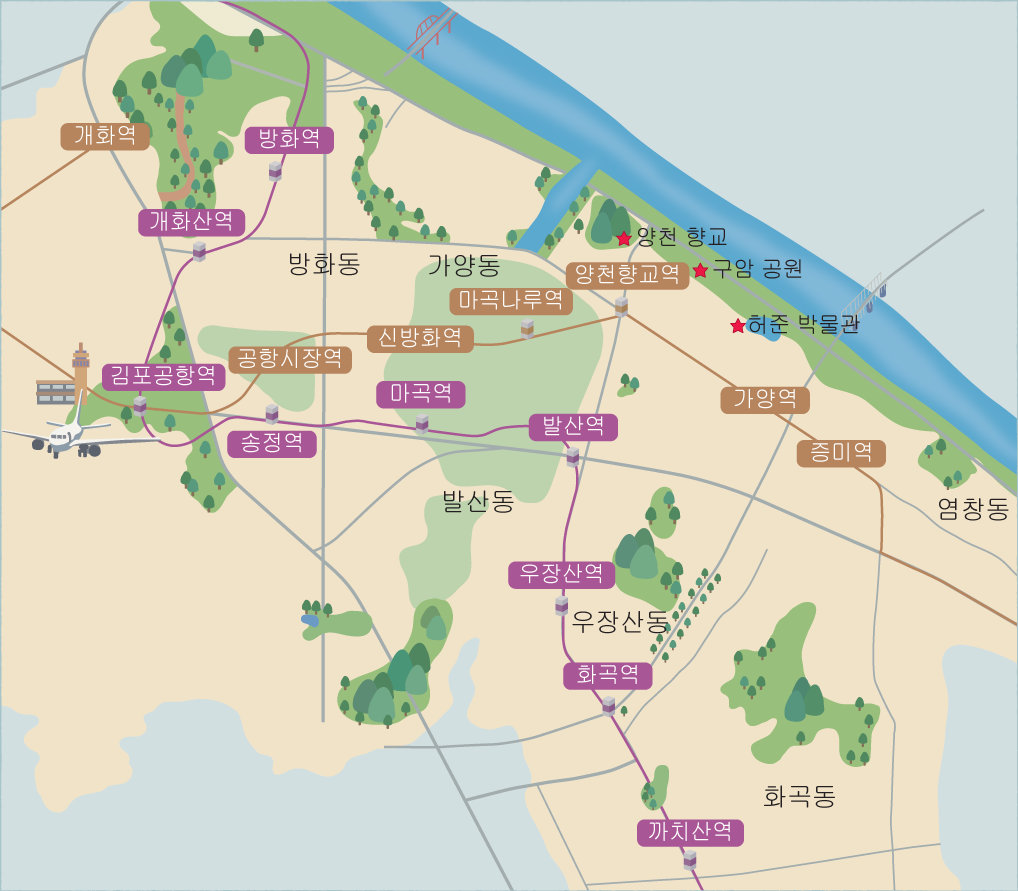 개화역
방화역
개화산역
방화동
가양동
양천 향교
양천향교역
구암 공원
마곡나루역
허준 박물관
신방화역
공항시장역
김포공항역
마곡역
가양역
발산역
송정역
증미역
발산동
염창동
우장산역
우장산동
화곡역
화곡동
까치산역